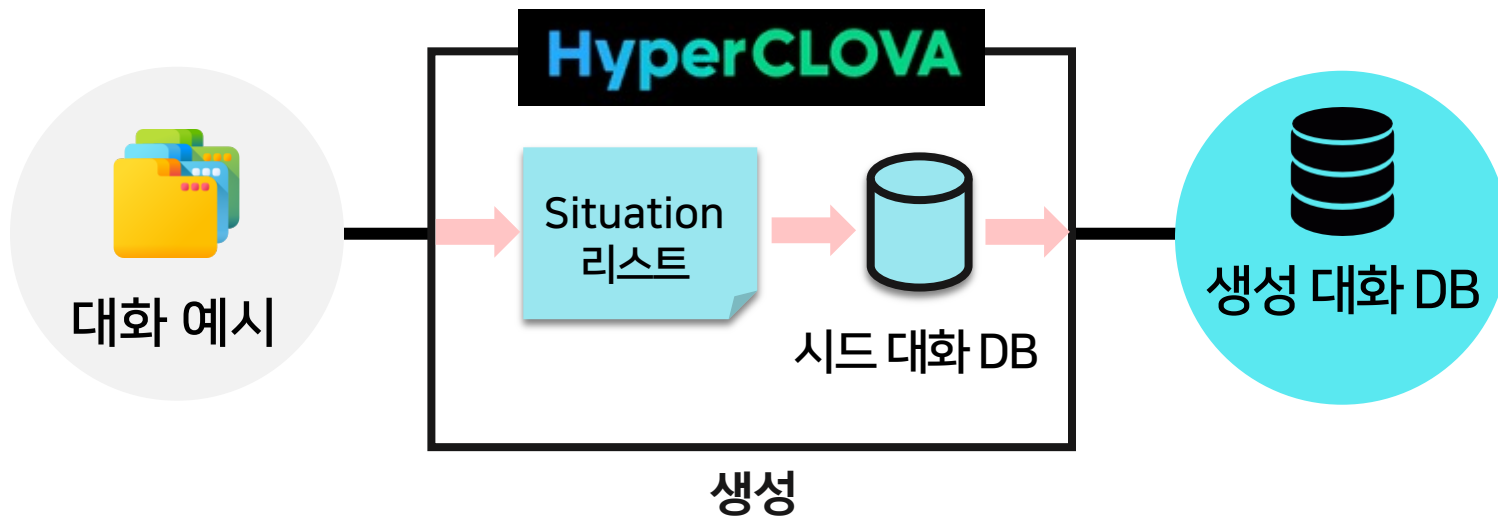 HyperCLOVA
대화 예시
Situation
리스트
시드 대화 DB
생성 대화 DB
생성